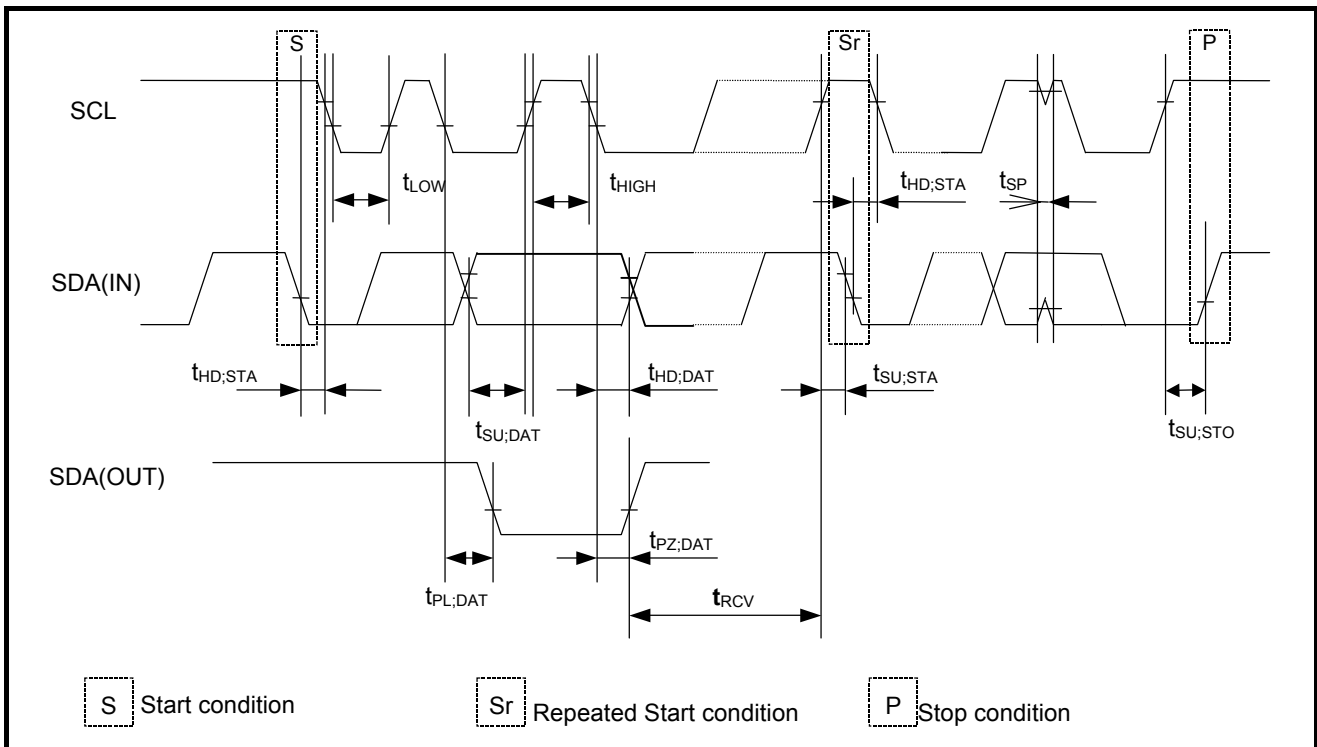 S
Sr
P
SCL
tLOW
tHIGH
tHD;STA
tSP
SDA(IN)
tHD;STA
tSU;DAT
tHD;DAT
tSU;STA
tSU;STO
SDA(OUT)
tPL;DAT
tPZ;DAT
tRCV
S Start condition
Sr Repeated Start condition
P Stop condition